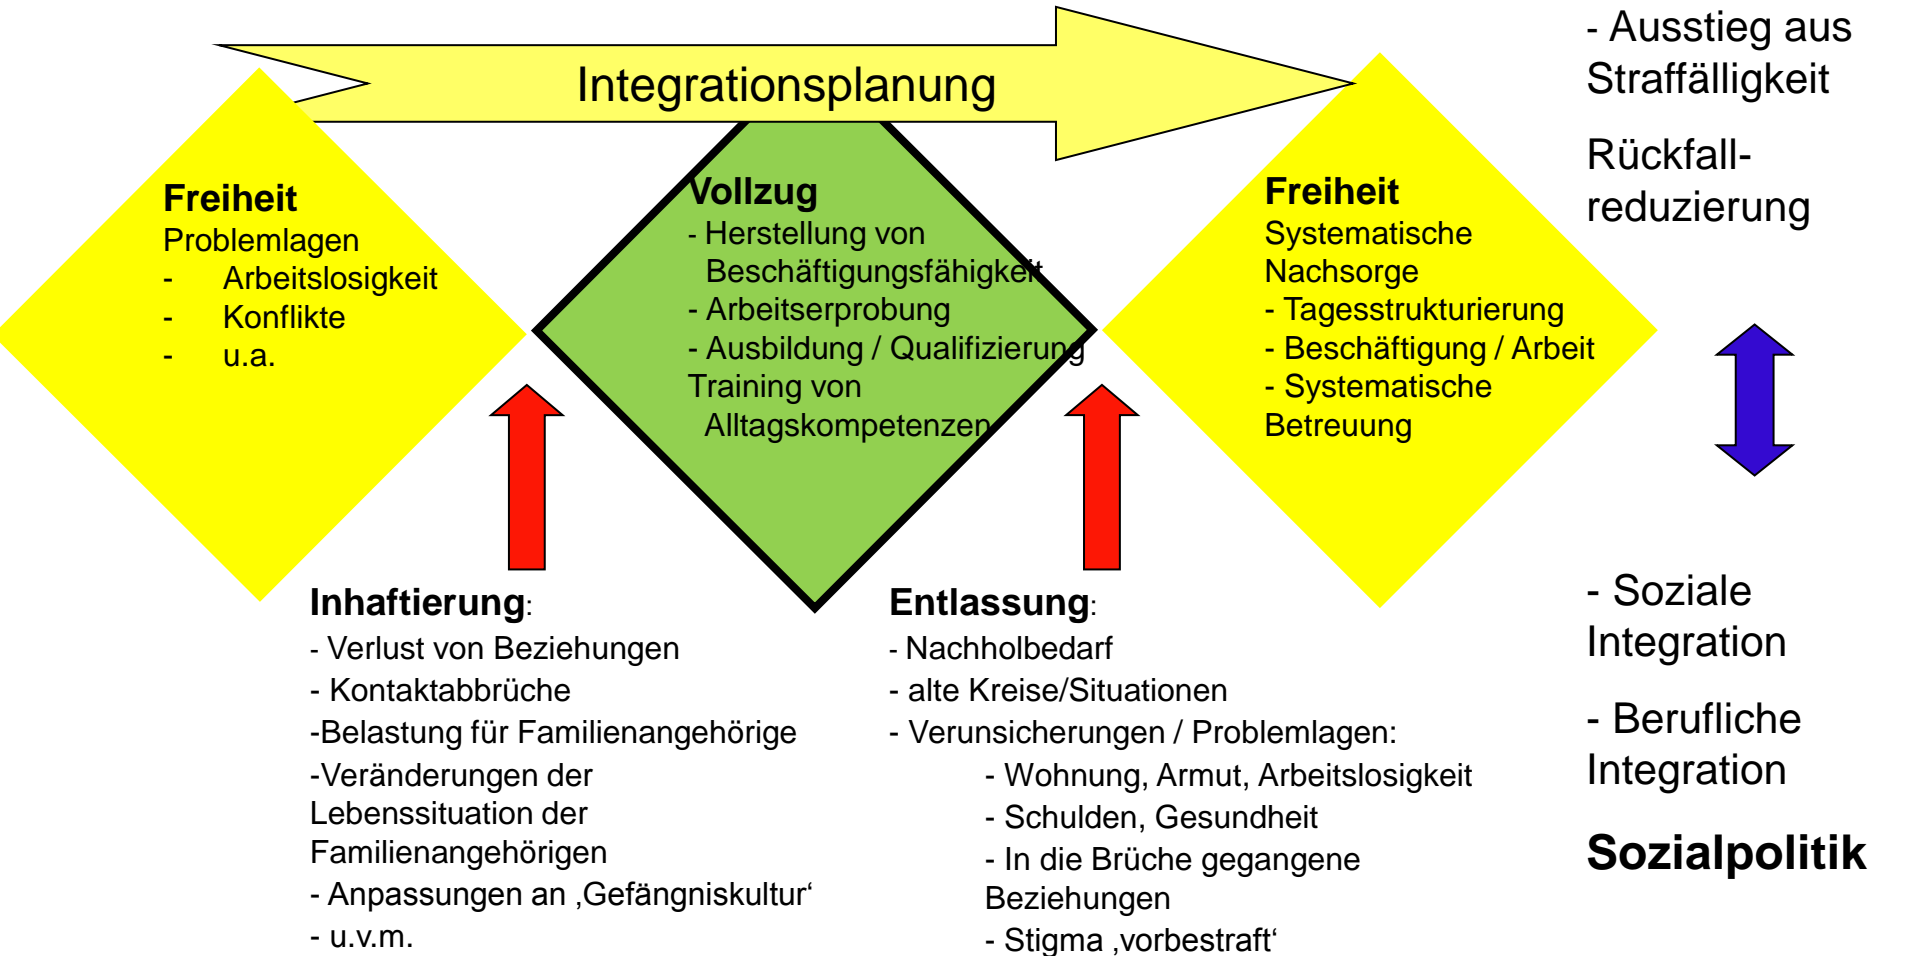 Integrationsplanung
Freiheit
Problemlagen
- Arbeitslosigkeit
- Konflikte
- u.a.
Vollzug
- Herstellung von
Beschäftigungsfähigkeit
- Arbeitserprobung
- Ausbildung / Qualifizierung
Training von
Alltagskompetenzen
Freiheit
Systematische
Nachsorge
- Tagesstrukturierung
- Beschäftigung / Arbeit
- Systematische
Betreuung
Inhaftierung:
- Verlust von Beziehungen
- Kontaktabbrüche
-Belastung für Familienangehörige
-Veränderungen der
Lebenssituation der
Familienangehörigen
- Anpassungen an ‚Gefängniskultur‘
- u.v.m.
Entlassung:
- Nachholbedarf
- alte Kreise/Situationen
- Verunsicherungen / Problemlagen:
- Wohnung, Armut, Arbeitslosigkeit
- Schulden, Gesundheit
- In die Brüche gegangene
Beziehungen
- Stigma ‚vorbestraft‘
- Ausstieg aus
Straffälligkeit
Rückfall-
reduzierung
- Soziale
Integration
- Berufliche
Integration
Sozialpolitik